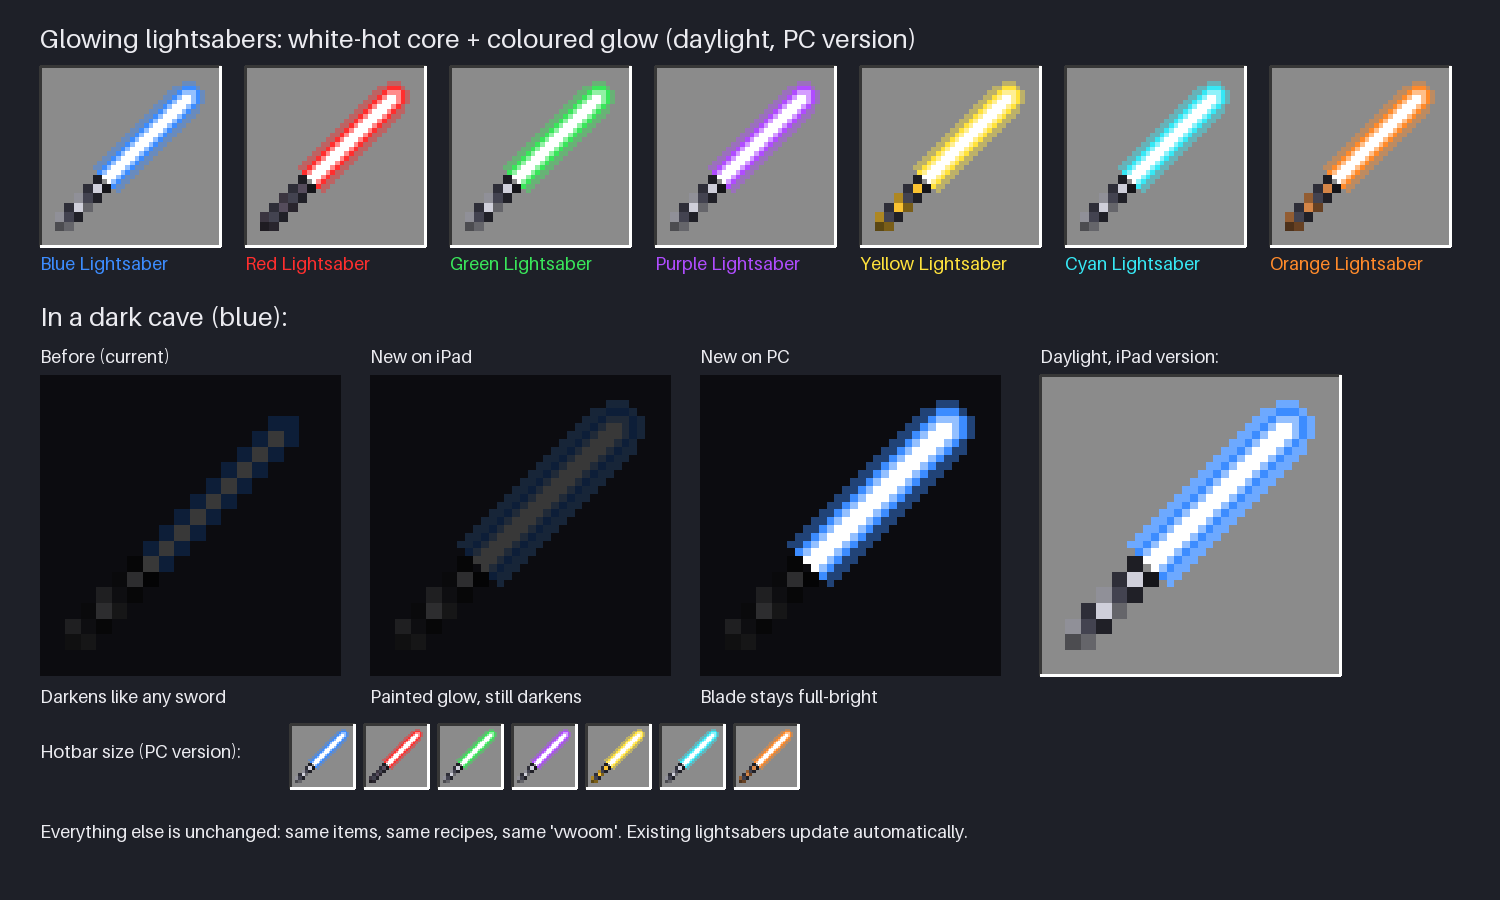 Glowing lightsabers: white-hot core + coloured glow (daylight, PC version)
Blue Lightsaber
Red Lightsaber
Green Lightsaber
Purple Lightsaber
Yellow Lightsaber
Cyan Lightsaber
Orange Lightsaber
In a dark cave (blue):
Before (current)
New on iPad
New on PC
Daylight, iPad version:
Darkens like any sword
Painted glow, still darkens
Blade stays full-bright
Hotbar size (PC version):
Everything else is unchanged: same items, same recipes, same 'vwoom'. Existing lightsabers update automatically.